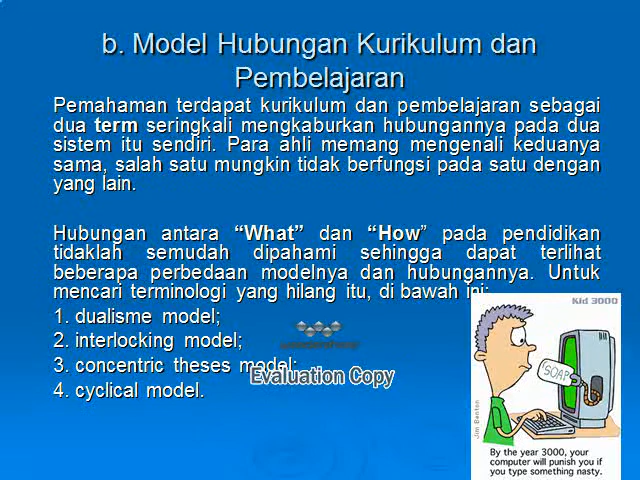 b. Model Hubungan Kurikulum dan
Pembelajaran
Pemahaman terdapat kurikulum dan pembelajaran sebagai
dua term seringkali mengkaburkan hubungannya pada dua
sistem itu sendiri. Para ahli memang mengenali keduanya
sama, salah satu mungkin tidak berfungsi pada satu dengan
yang lain.
Hubungan antara “What” dan “How” pada pendidikan
tidaklah semudah dipahami sehingga dapat terlihat
beberapa perbedaan modelnya dan hubungannya. Untuk
mencari terminologi yang hilang itu, di bawah ini:
1. dualisme model;
2. interlocking model;
3. concentric theses model;
4. cyclical model.
Evaluation Copy
Kid 3000
SOAP
Jim Benton
By the year 3000, your
computer will punish you if
you type something nasty.